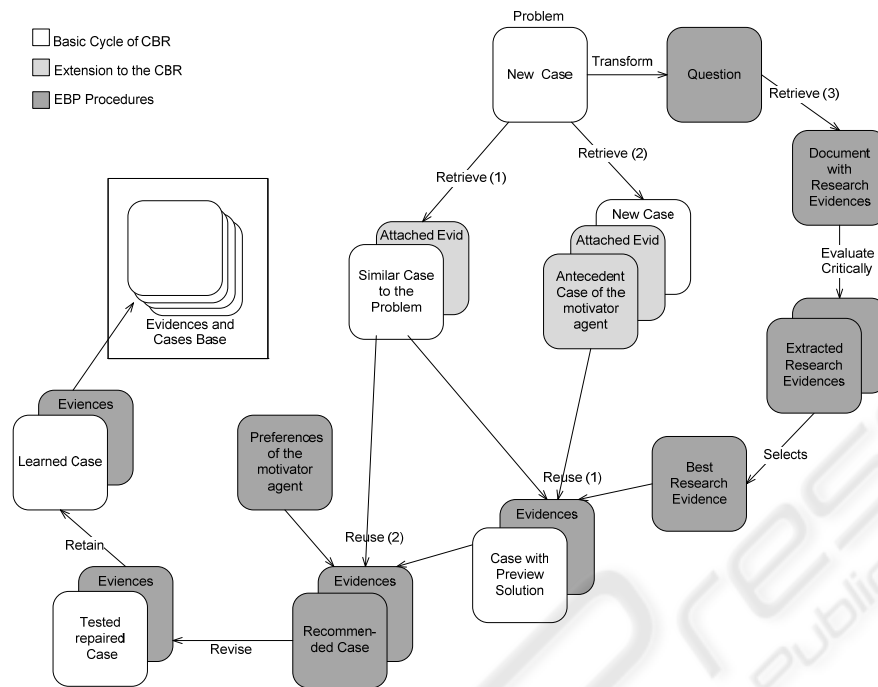 Problem
Basic Cycle of CBR
Extension to the CBR
EBP Procedures
New Case
Transform
Question
Retrieve (3)
Retrieve (1)
Retrieve (2)
Document
with
Research
Evidences
Evaluate
Critically
New Case
Attached Evid
Antecedent
Case of the
motivator
agent
Attached Evid
Similar Case
to the
Problem
Evidences and
Cases Base
Extracted
Research
Evidences
Selects
Best
Research
Evidence
Reuse (1)
Evidences
Case with
Preview
Solution
Preferences
of the
motivator
agent
Reuse (2)
Evidences
Recommen-
ded Case
Revise
Eviences
Tested
repaired
Case
Retain
Eviences
Learned Case